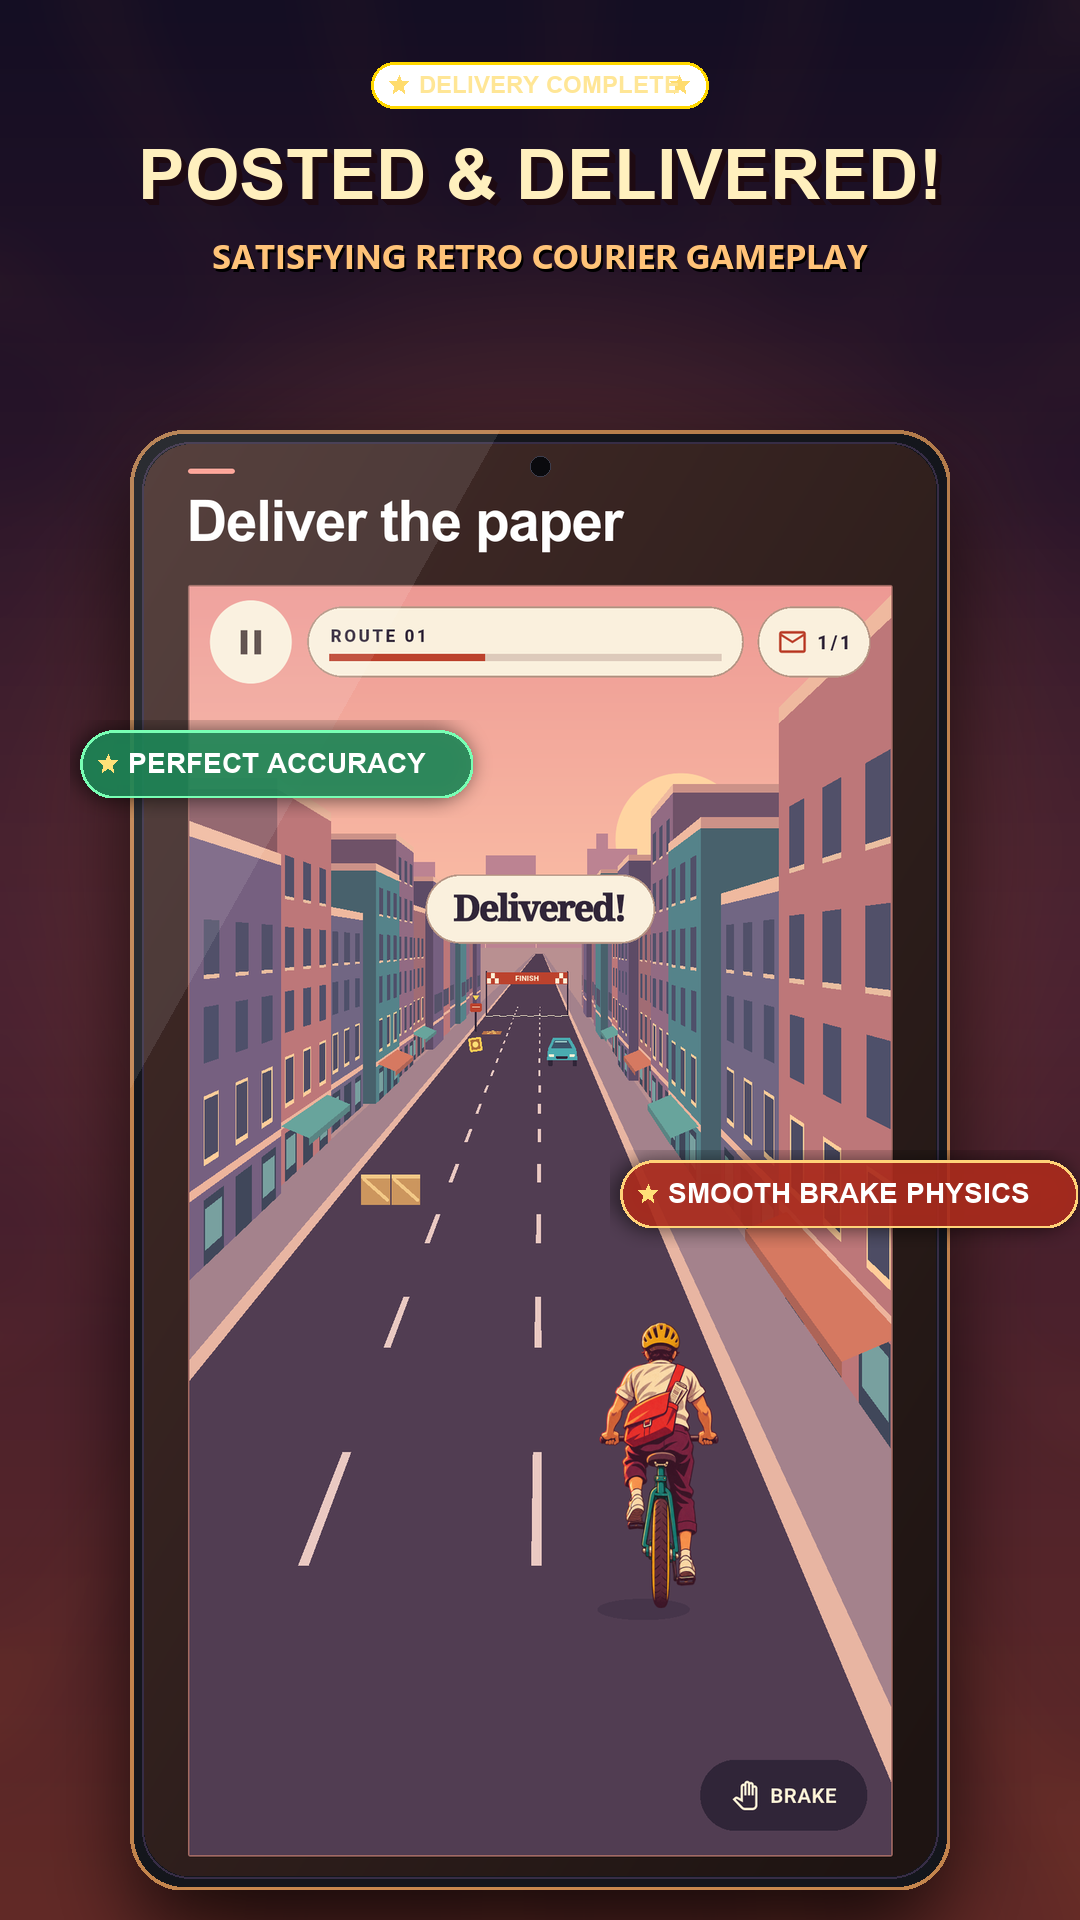 DELIVERY COMPLETE
POSTED & DELIVERED!
SATISFYING RETRO COURIER GAMEPLAY
Deliver the paper
ROUTE 01
1/1
PERFECT ACCURACY
Delivered!
FINISH
SMOOTH BRAKE PHYSICS
BRAKE